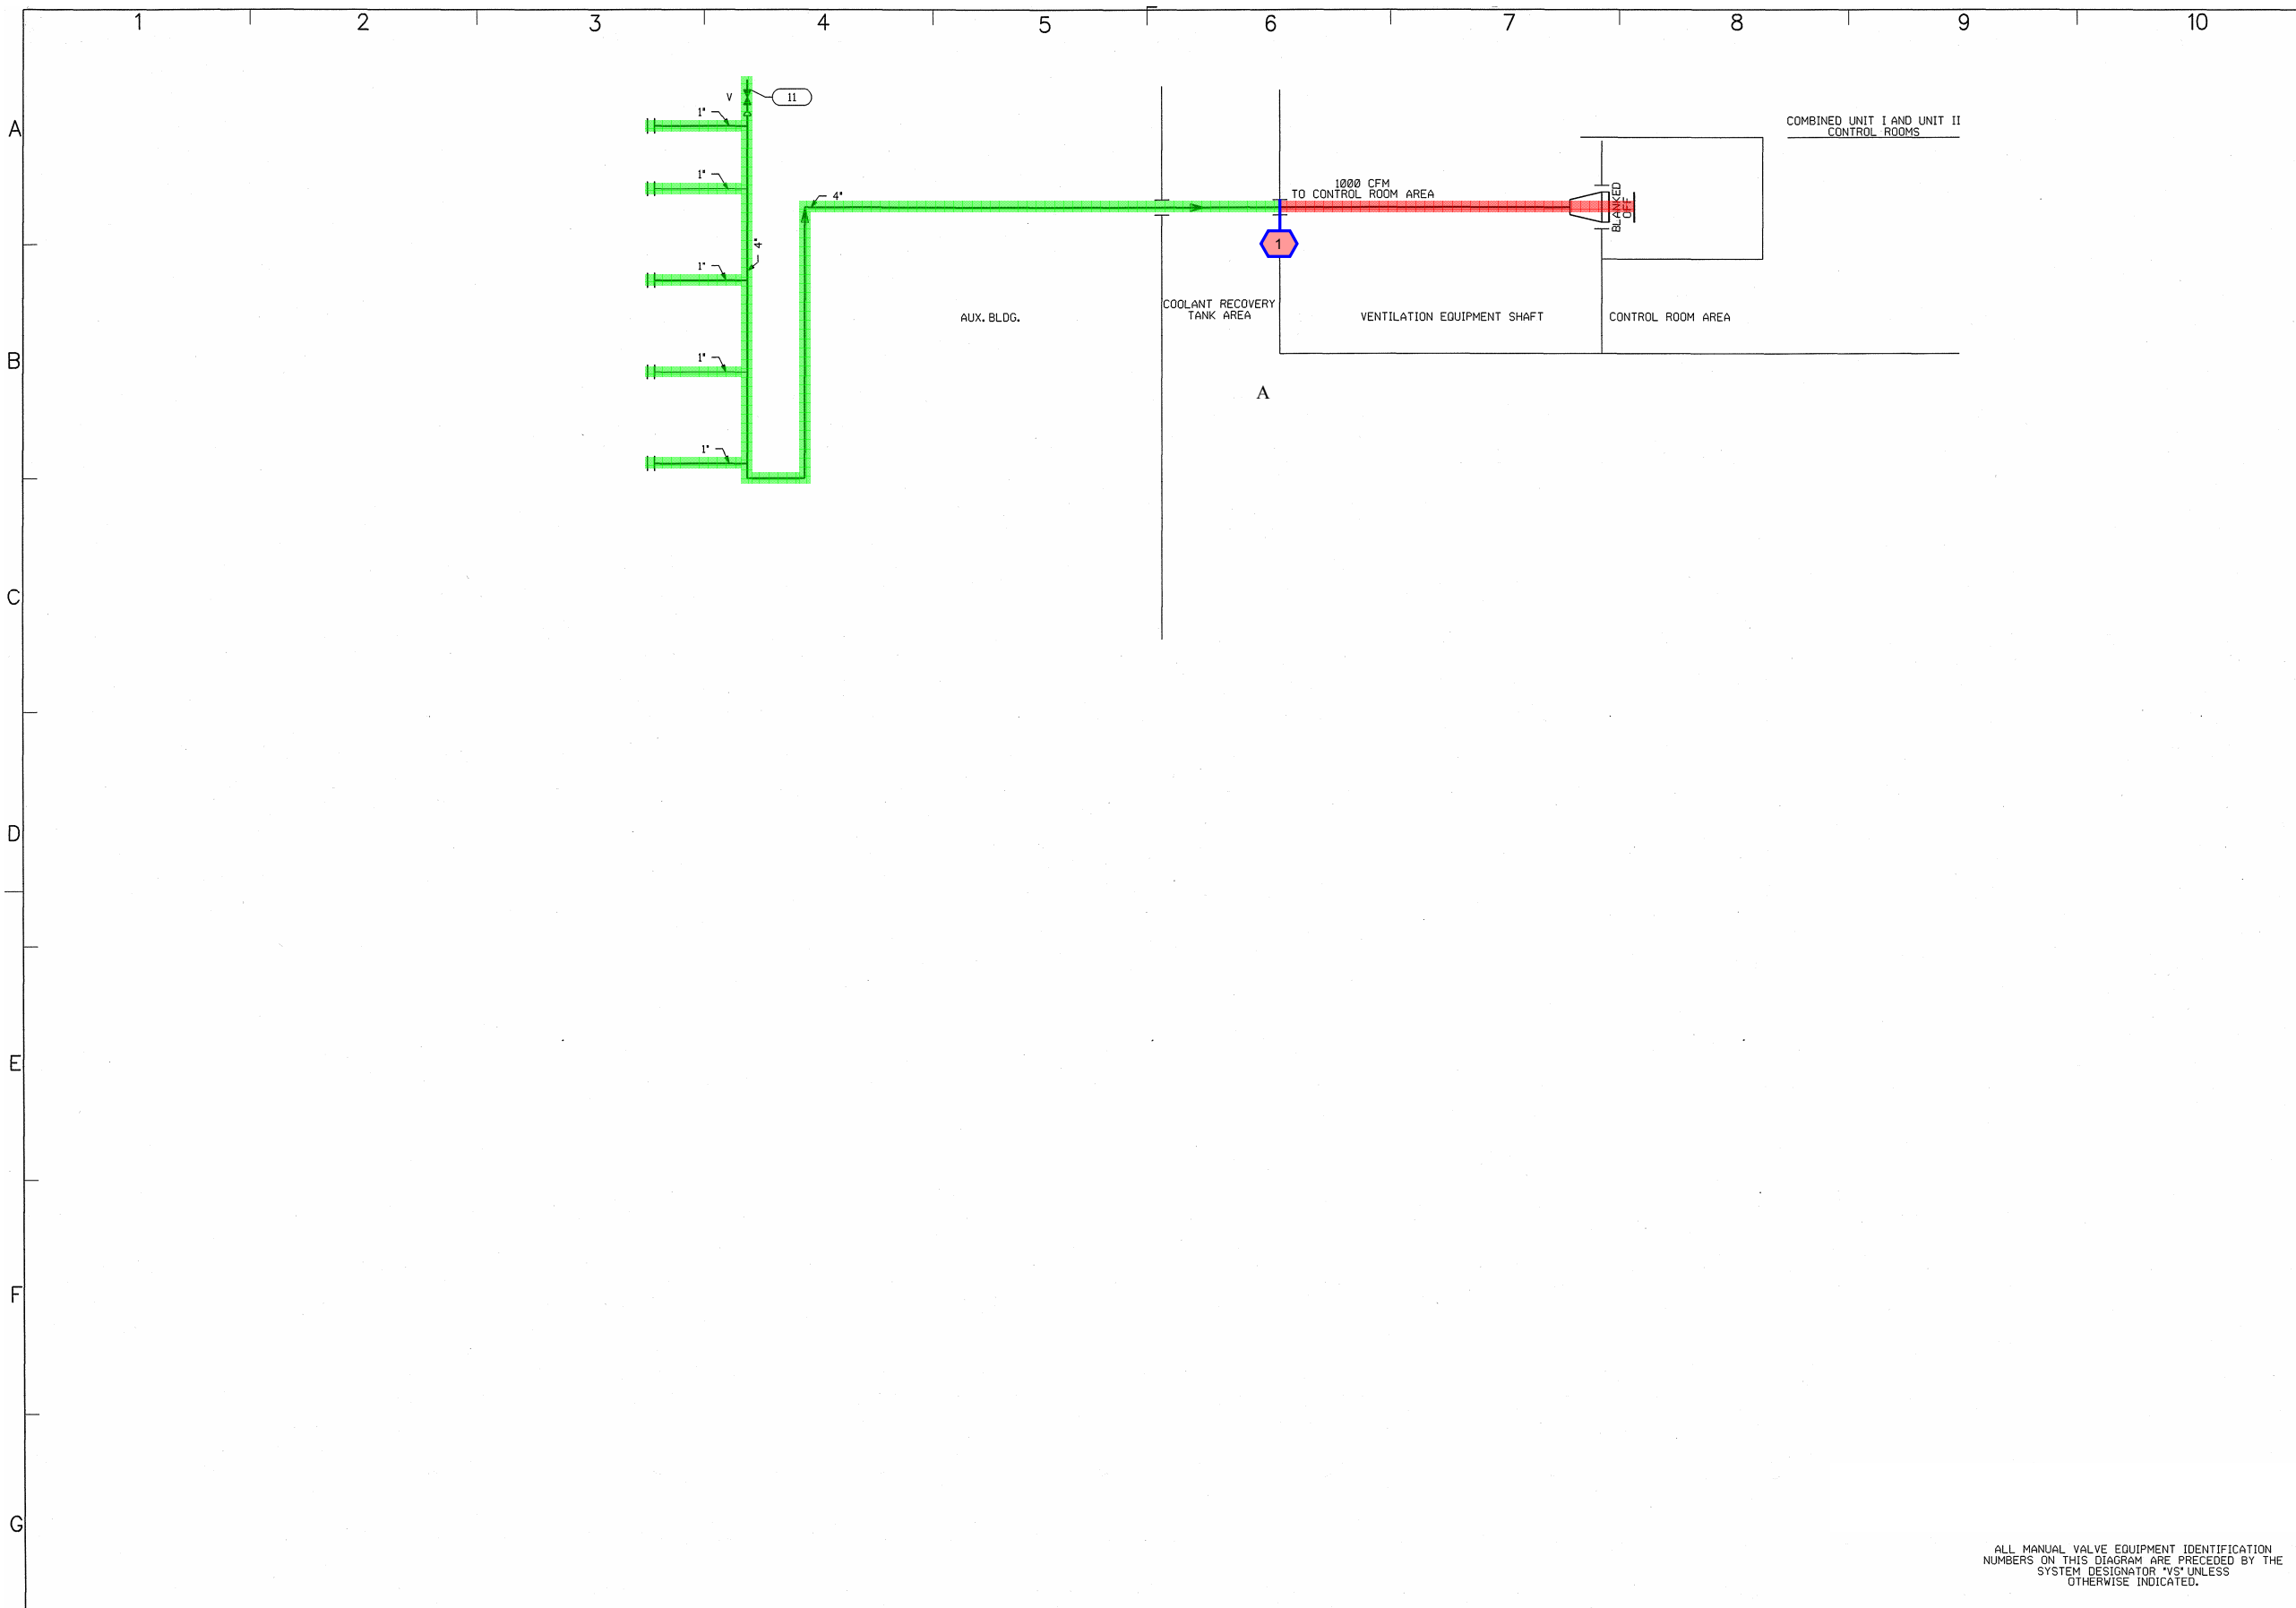 1 2 3 4 5 6 7 8 9 10
A
B
C
D
E
F
G
V
11
1"
1"
1"
1"
1"
4"
4"
1000 CFM
TO CONTROL ROOM AREA
BLANKED
OFF
COMBINED UNIT I AND UNIT II
CONTROL ROOMS
1
AUX. BLDG.
COOLANT RECOVERY
TANK AREA
VENTILATION EQUIPMENT SHAFT
CONTROL ROOM AREA
A
ALL MANUAL VALVE EQUIPMENT IDENTIFICATION
NUMBERS ON THIS DIAGRAM ARE PRECEDED BY THE
SYSTEM DESIGNATOR "VS" UNLESS
OTHERWISE INDICATED.